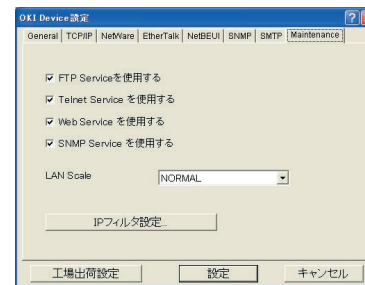 OKI Device設定
General TCP/IP NetWare EtherTalk NetBEUI SNMP SMTP Maintenance
FTP Serviceを使用する
Telnet Service を使用する
Web Service を使用する
SNMP Service を使用する
LAN Scale NORMAL
IPフィルタ設定...
工場出荷設定 設定 キャンセル